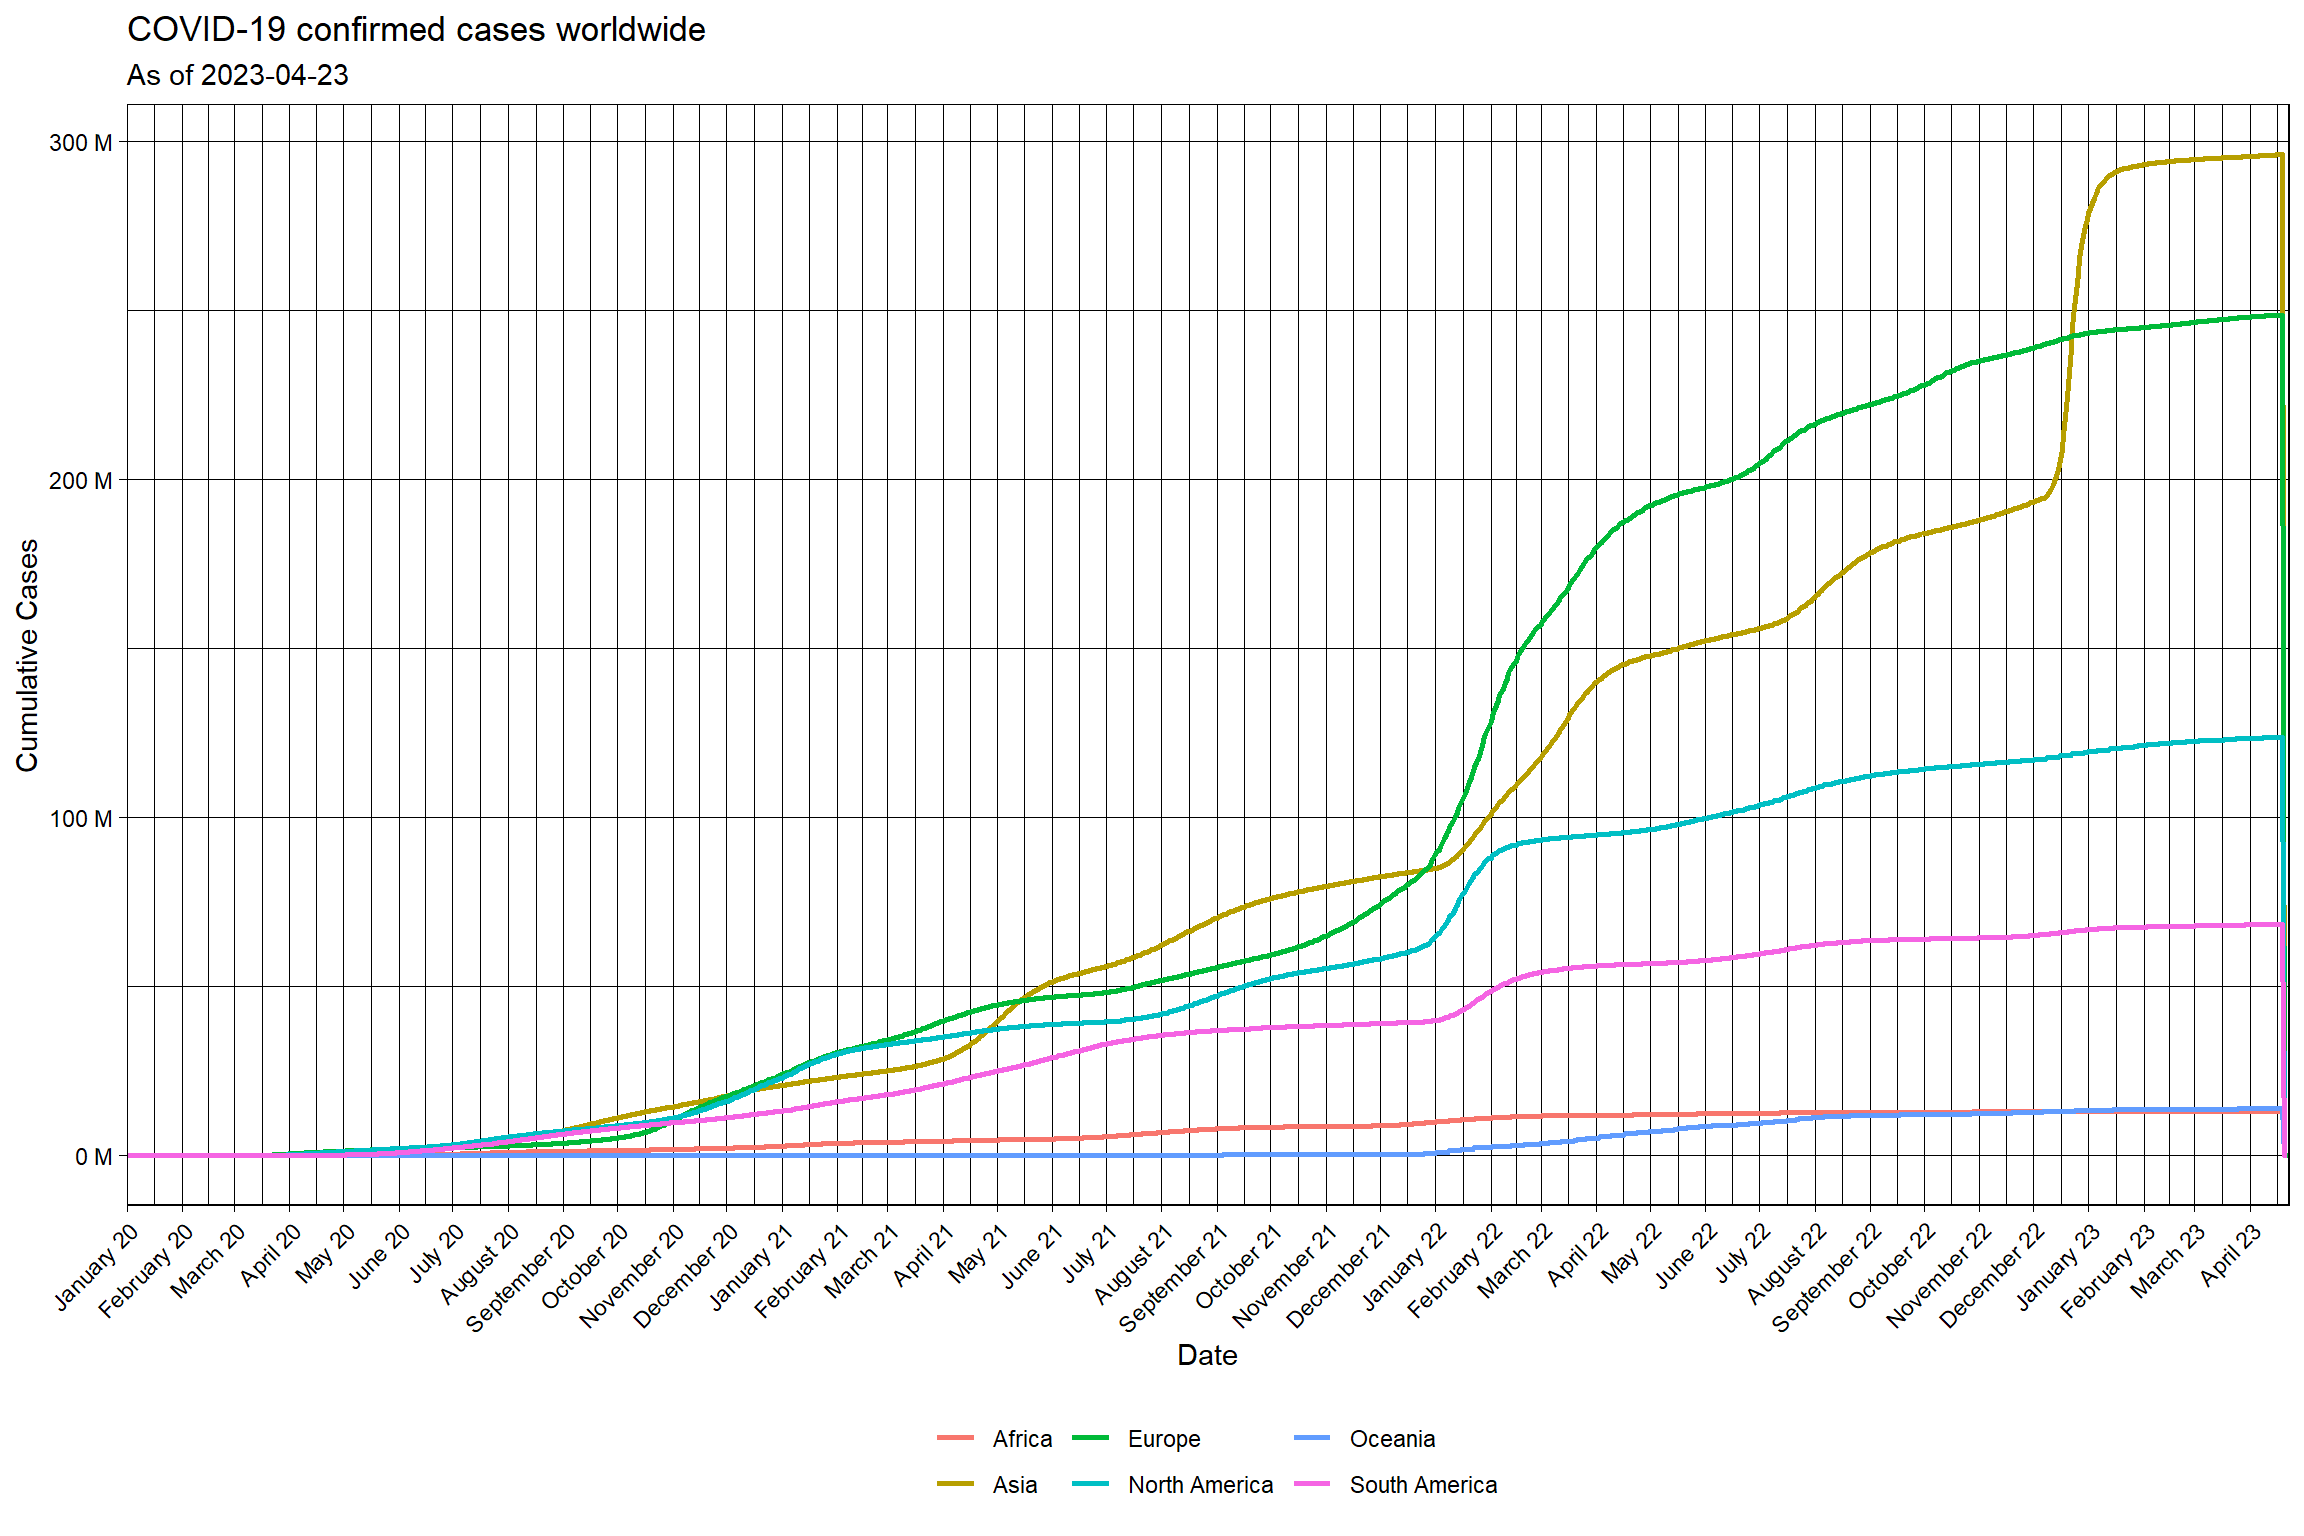 COVID-19 confirmed cases worldwide
As of 2023-04-23
300 M
200 M
100 M
0 M
Cumulative Cases
January 20
February 20
March 20
April 20
May 20
June 20
July 20
August 20
September 20
October 20
November 20
December 20
January 21
February 21
March 21
April 21
May 21
June 21
July 21
August 21
September 21
October 21
November 21
December 21
January 22
February 22
March 22
April 22
May 22
June 22
July 22
August 22
September 22
October 22
November 22
December 22
January 23
February 23
March 23
April 23
Date
Africa
Europe
Oceania
Asia
North America
South America